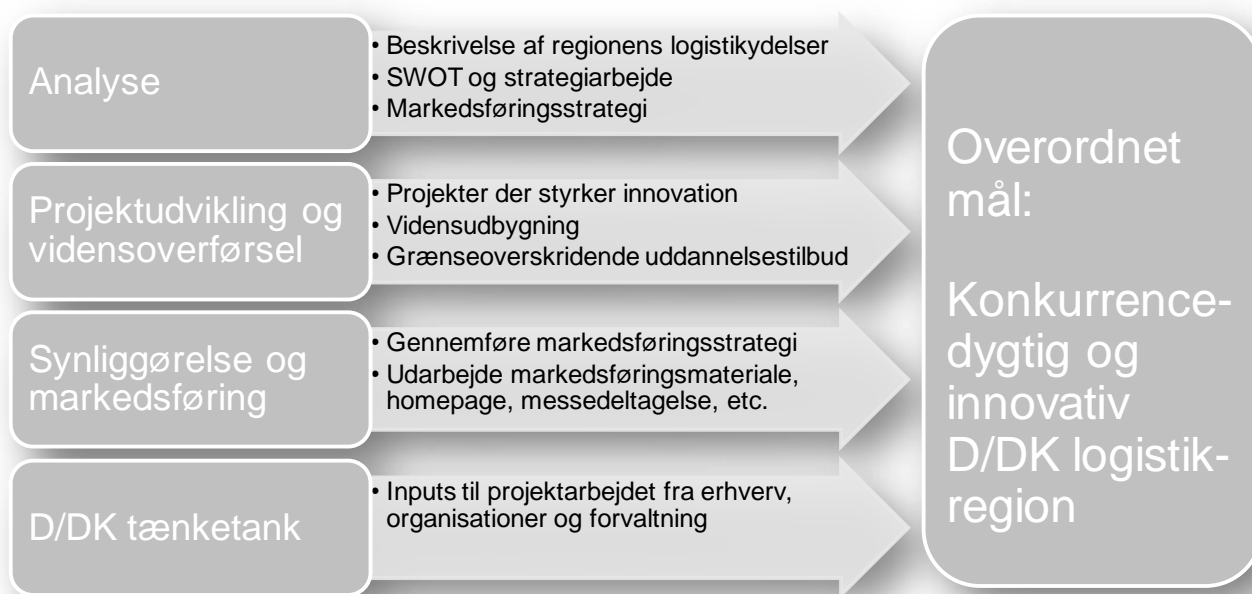 Analyse
• Beskrivelse af regionens logistikydelser
• SWOT og strategiarbejde
• Markedsføringsstrategi
Projektudvikling og
vidensoverførsel
• Projekter der styrker innovation
• Vidensudbygning
• Grænseoverskridende uddannelsestilbud
Synliggørelse og
markedsføring
• Gennemføre markedsføringsstrategi
• Udarbejde markedsføringsmateriale,
homepage, messedeltagelse, etc.
D/DK tænketank
• Inputs til projektarbejdet fra erhverv,
organisationer og forvaltning
Overordnet
mål:
Konkurrence-
dygtig og
innovativ
D/DK logistik-
region